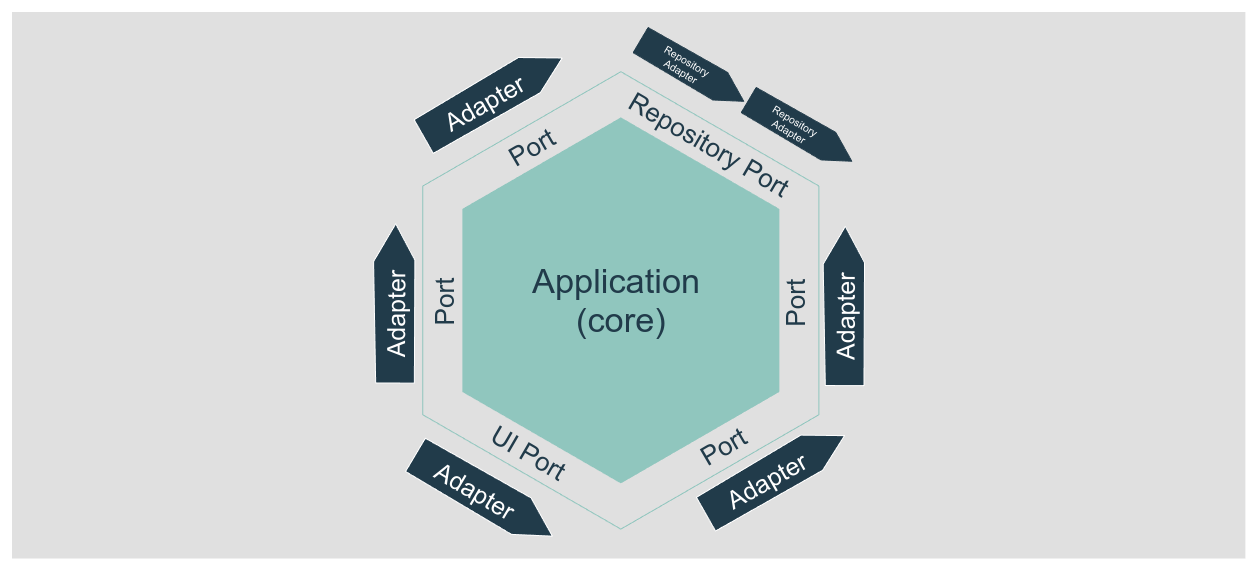 Repository
Adapter
Repository
Adapter
Adapter
Port
Repository Port
Adapter
Port
Application
(core)
Port
Adapter
UI Port
Port
Adapter
Adapter